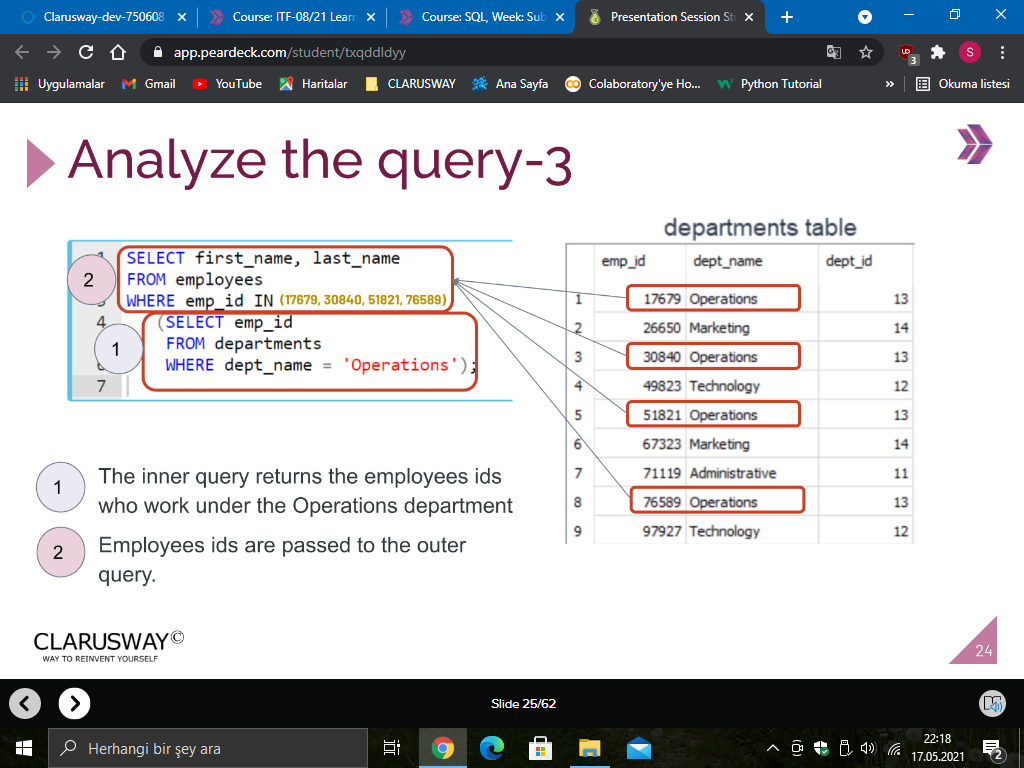 Clarusway-dev-750608
Course: ITF-08/21 Learn
Course: SQL, Week: Sub
Presentation Session St
app.peardeck.com/student/txqddldyy
UD
3
S
Uygulamalar
Gmail
YouTube
Haritalar
CLARUSWAY
Ana Sayfa
Colaboratory'ye Ho...
Python Tutorial
»
Okuma listesi
Analyze the query-3
2
SELECT first_name, last_name
FROM employees
WHERE emp_id IN (17679, 30840, 51821, 76589)
4 (SELECT emp_id
1
FROM departments
WHERE dept_name = 'Operations');
7
departments table
emp_id dept_name dept_id
1 17679 Operations 13
2 26650 Marketing 14
3 30840 Operations 13
4 49823 Technology 12
5 51821 Operations 13
6 67323 Marketing 14
7 71119 Administrative 11
8 76589 Operations 13
9 97927 Technology 12
1 The inner query returns the employees ids
who work under the Operations department
2 Employees ids are passed to the outer
query.
CLARUSWAY©
WAY TO REINVENT YOURSELF
24
Slide 25/62
Herhangi bir şey ara
22:18
17.05.2021
2